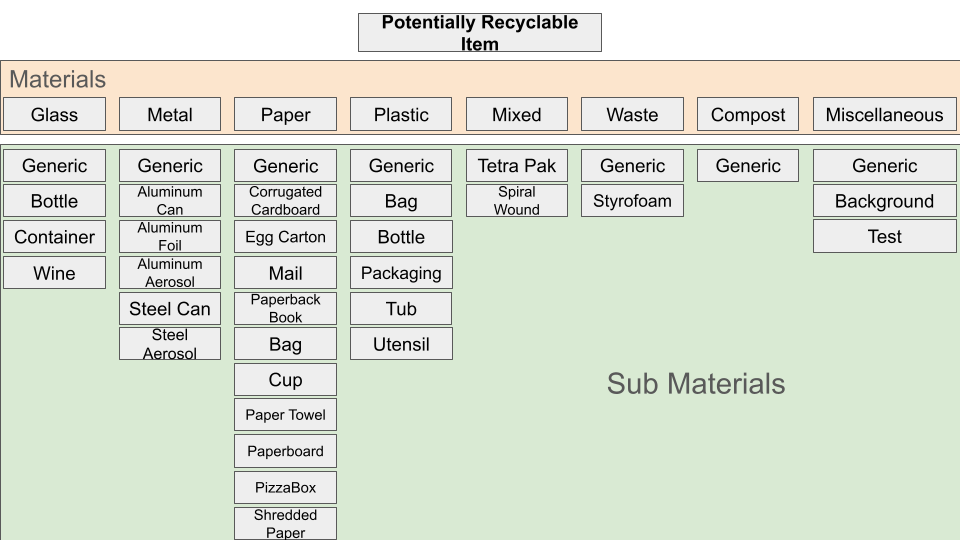 Potentially Recyclable
Item
Materials
Glass
Metal
Paper
Plastic
Mixed
Waste
Compost
Miscellaneous
Generic
Bottle
Container
Wine
Generic
Aluminum
Can
Aluminum
Foil
Aluminum
Aerosol
Steel Can
Steel
Aerosol
Generic
Corrugated
Cardboard
Egg Carton
Mail
Paperback
Book
Bag
Cup
Paper Towel
Paperboard
PizzaBox
Shredded
Paper
Generic
Bag
Bottle
Packaging
Tub
Utensil
Tetra Pak
Spiral
Wound
Generic
Styrofoam
Generic
Generic
Background
Test
Sub Materials